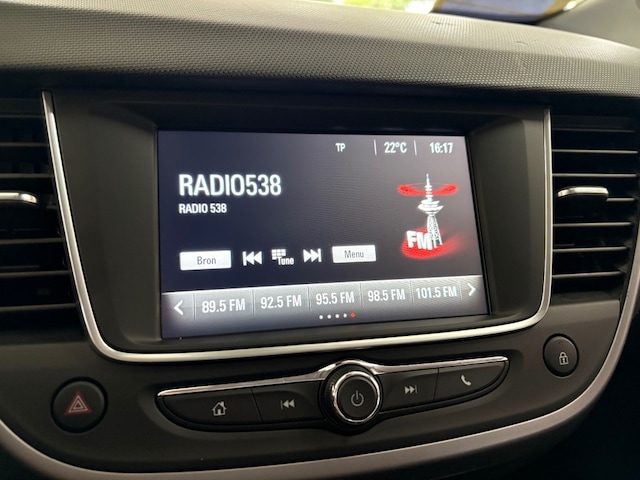 TP 22°C 16:17
RADIO538
RADIO 538
FM
Bron Tune Menu
89.5 FM 92.5 FM 95.5 FM 98.5 FM 101.5 FM